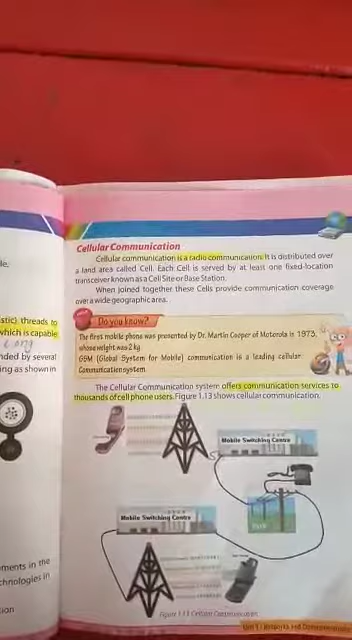 le.
stic) threads to
which is capable
Long
nded by several
ing as shown in
ments in the
chnologies in
ion
Cellular Communication
Cellular communication is a radio communication. It is distributed over
a land area called Cell. Each Cell is served by at least one fixed-location
transceiver known as a Cell Site or Base Station.
When joined together these Cells provide communication coverage
over a wide geographic area.
Do you know?
The first mobile phone was presented by Dr. Martin Cooper of Motorola is 1973,
whose weight was 2 kg.
GSM (Global System for Mobile) communication is a leading cellular
Communication system.
The Cellular Communication system offers communication services to
thousands of cell phone users. Figure 1.13 shows cellular communication.
Mobile Switching Centre
Mobile Switching Centre
Figure 1.13 Cellular Communication